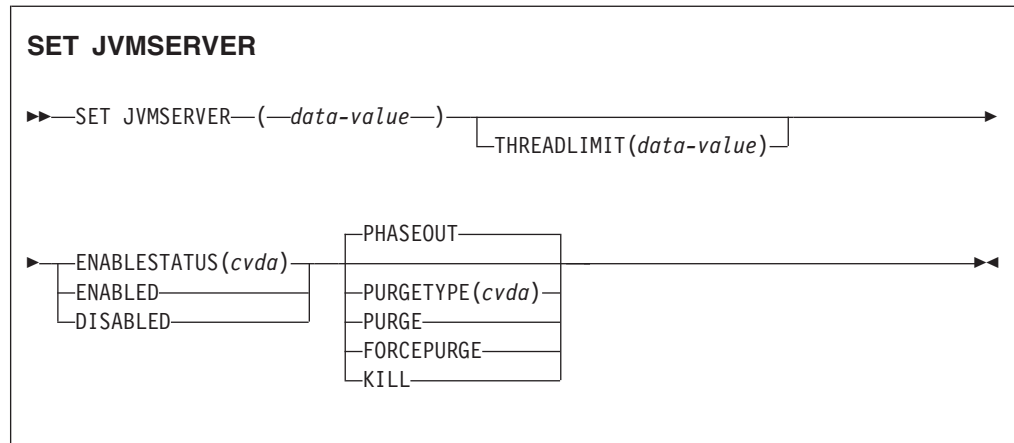 SET JVMSERVER
SET JVMSERVER ( data-value )
THREADLIMIT(data-value)
PHASEOUT
ENABLESTATUS(cvda)
PURGETYPE(cvda)
ENABLED
PURGE
DISABLED
FORCEPURGE
KILL